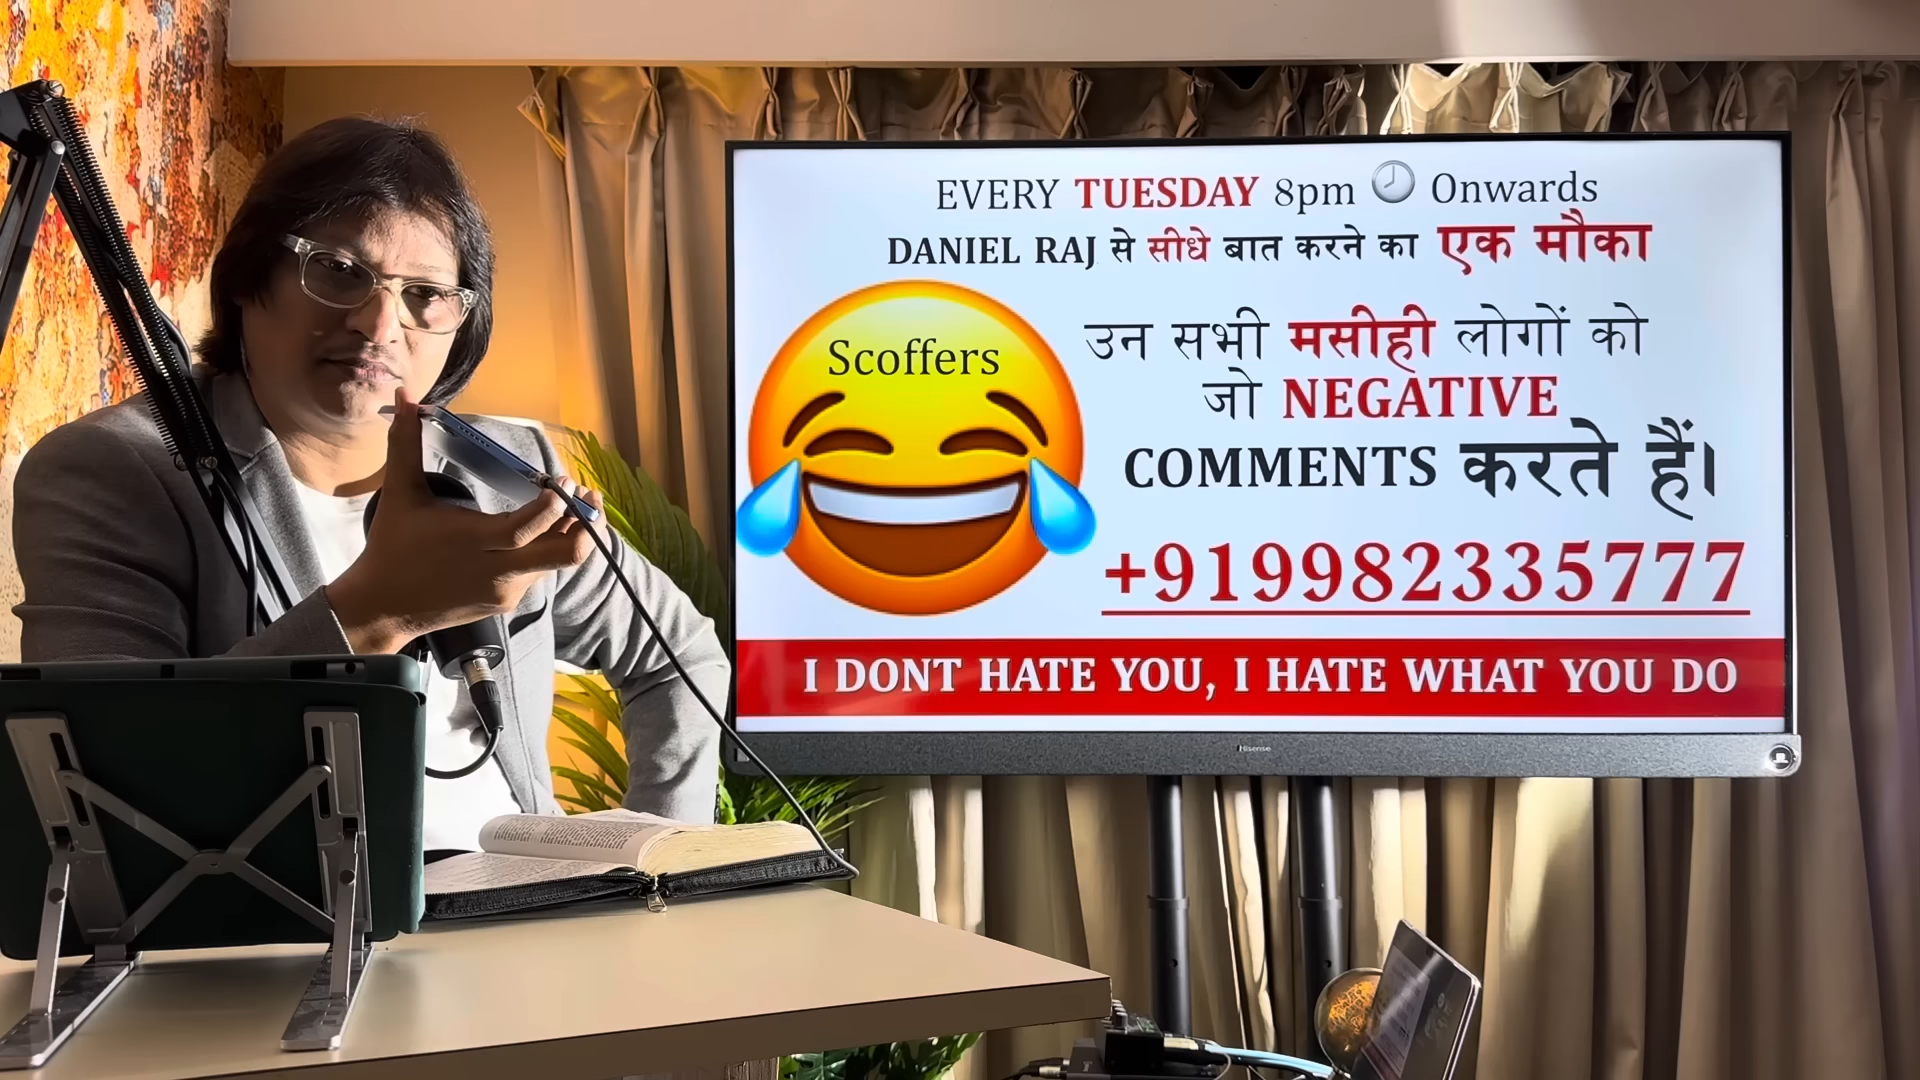 EVERY TUESDAY 8pm Onwards
DANIEL RAJ से सीधे बात करने का एक मौका
Scoffers
उन सभी मसीही लोगों को
जो NEGATIVE
COMMENTS करते हैं।
+919982335777
I DONT HATE YOU, I HATE WHAT YOU DO
Hisense